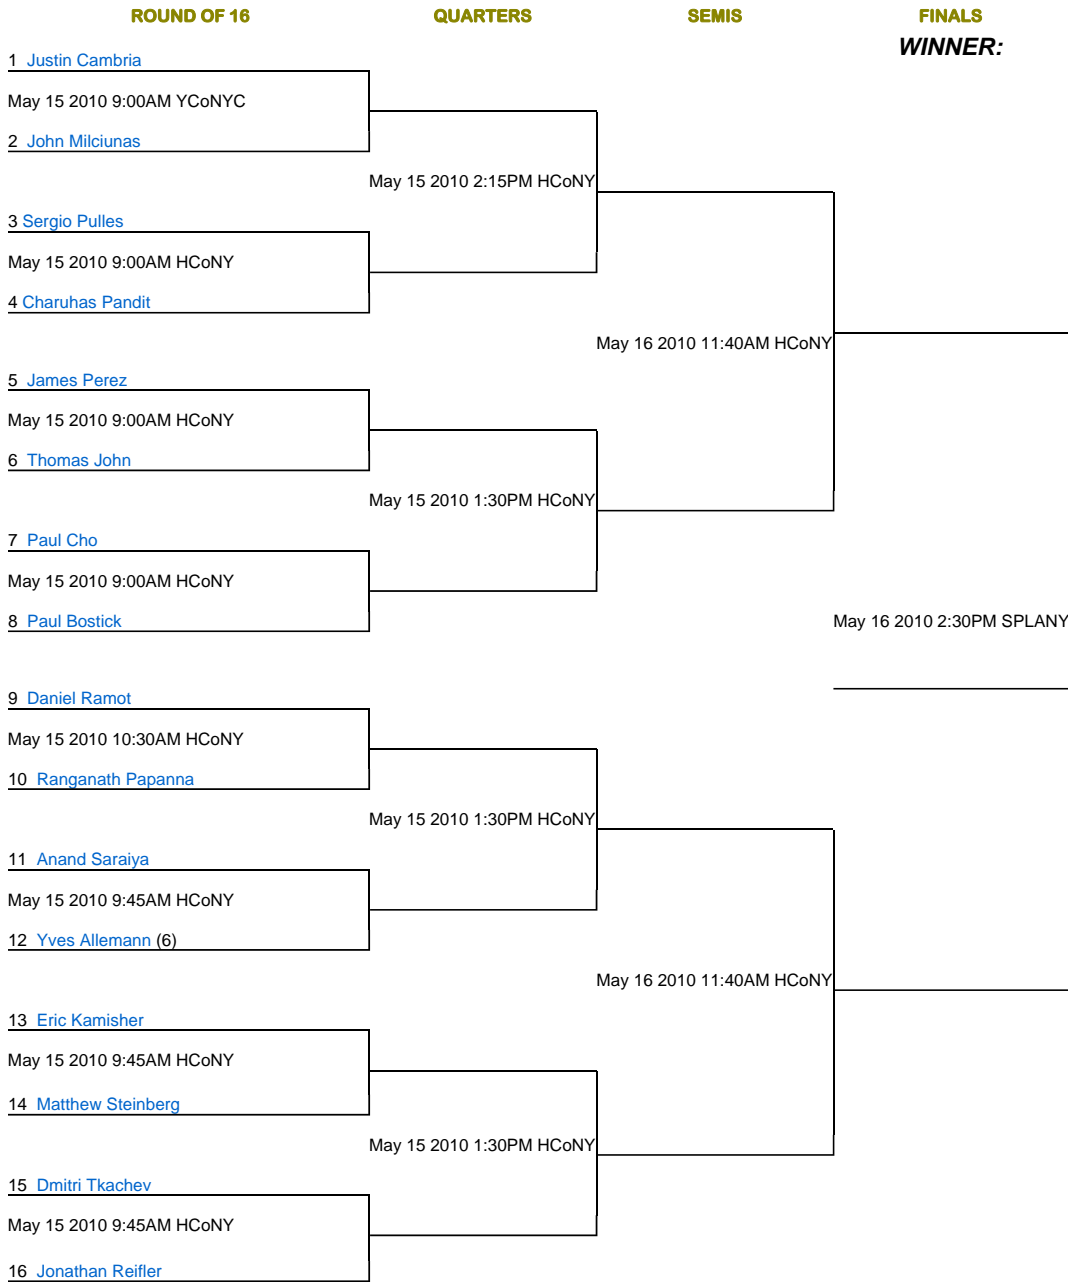 ROUND OF 16 QUARTERS SEMIS FINALS
WINNER:
1 Justin Cambria
May 15 2010 9:00AM YCoNYC
2 John Milciunas
May 15 2010 2:15PM HCoNY
3 Sergio Pulles
May 15 2010 9:00AM HCoNY
4 Charuhas Pandit
May 16 2010 11:40AM HCoNY
5 James Perez
May 15 2010 9:00AM HCoNY
6 Thomas John
May 15 2010 1:30PM HCoNY
7 Paul Cho
May 15 2010 9:00AM HCoNY
8 Paul Bostick
May 16 2010 2:30PM SPLANY
9 Daniel Ramot
May 15 2010 10:30AM HCoNY
10 Ranganath Papanna
May 15 2010 1:30PM HCoNY
11 Anand Saraiya
May 15 2010 9:45AM HCoNY
12 Yves Allemann (6)
May 16 2010 11:40AM HCoNY
13 Eric Kamisher
May 15 2010 9:45AM HCoNY
14 Matthew Steinberg
May 15 2010 1:30PM HCoNY
15 Dmitri Tkachev
May 15 2010 9:45AM HCoNY
16 Jonathan Reifler